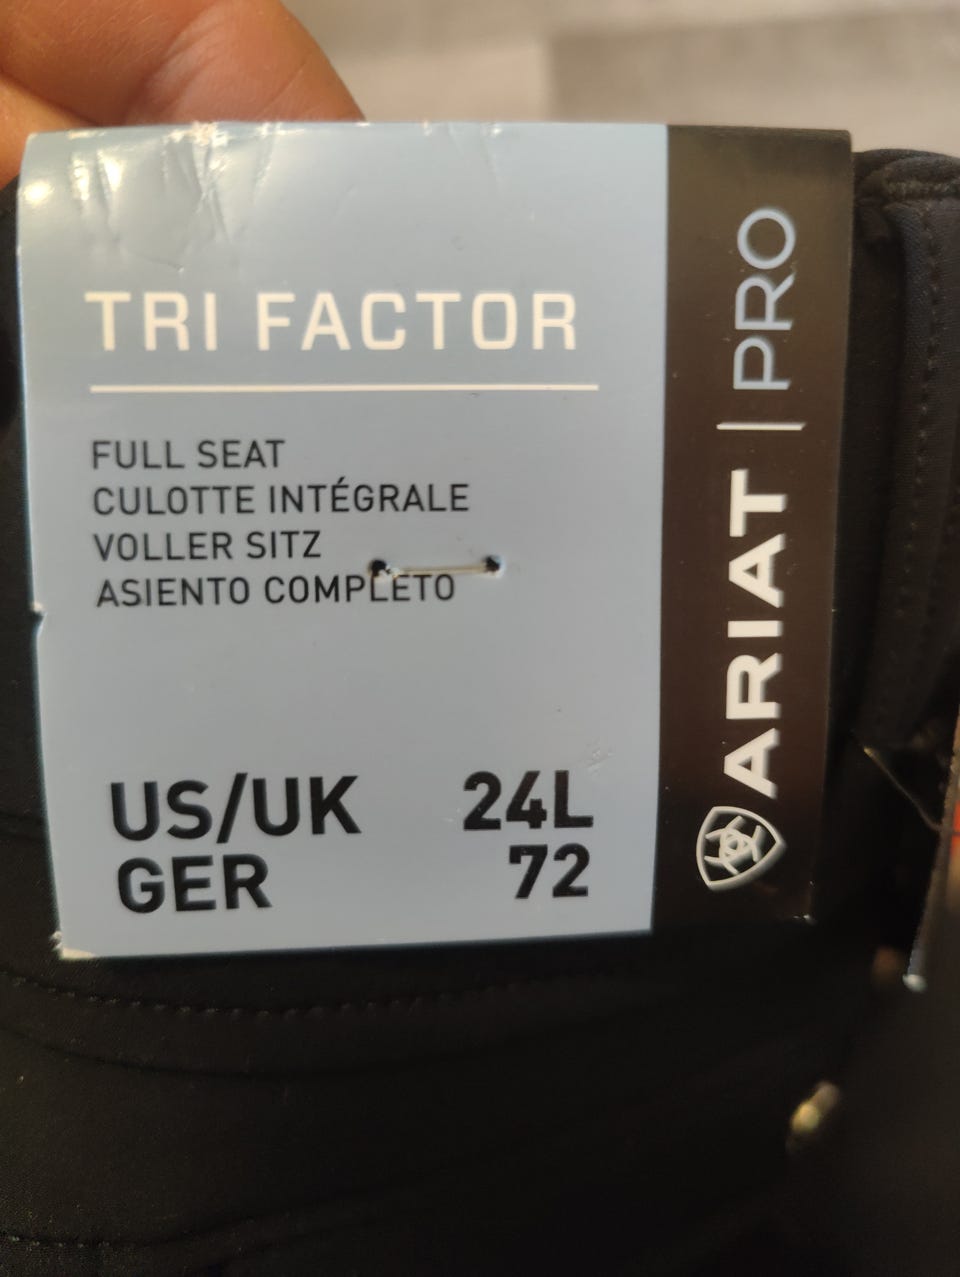 TRI FACTOR
FULL SEAT
CULOTTE INTÉGRALE
VOLLER SITZ
ASIENTO COMPLETO
US/UK 24L
GER 72
ARIAT | PRO